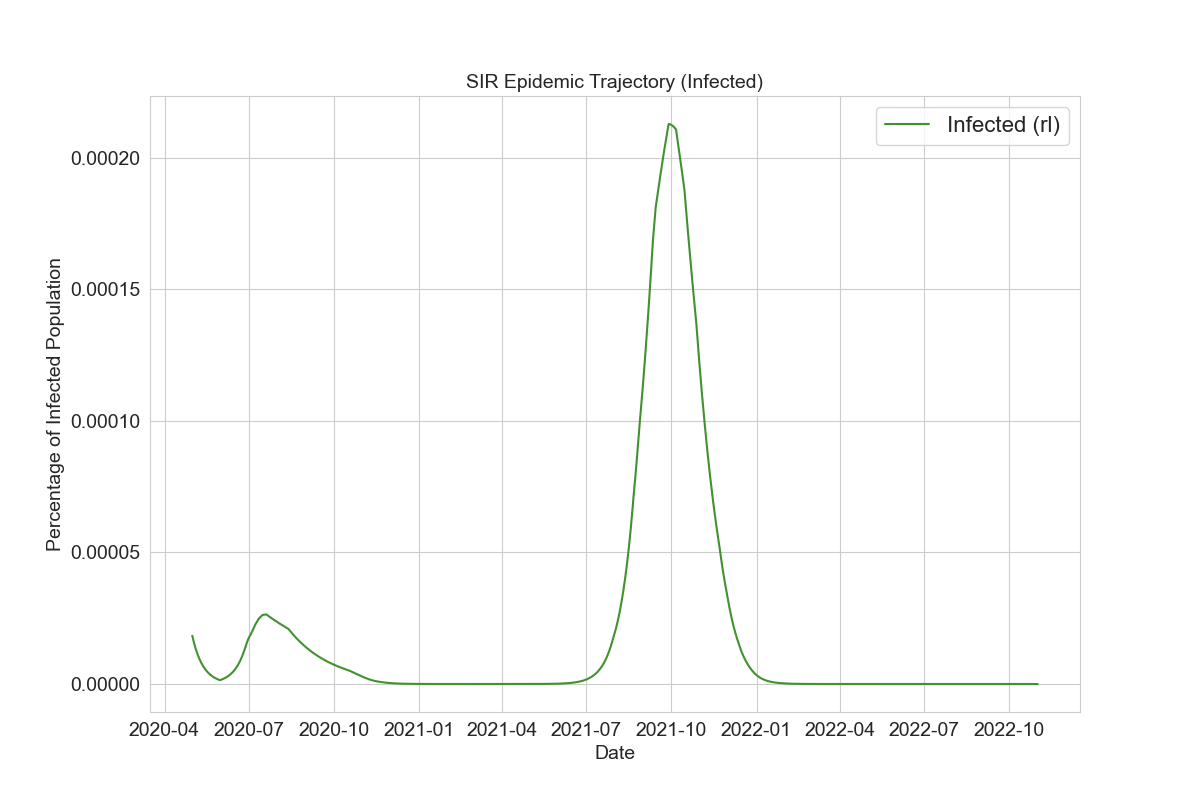 SIR Epidemic Trajectory (Infected)
Infected (rl)
Percentage of Infected Population
0.00020
0.00015
0.00010
0.00005
0.00000
2020-04 2020-07 2020-10 2021-01 2021-04 2021-07 2021-10 2022-01 2022-04 2022-07 2022-10
Date